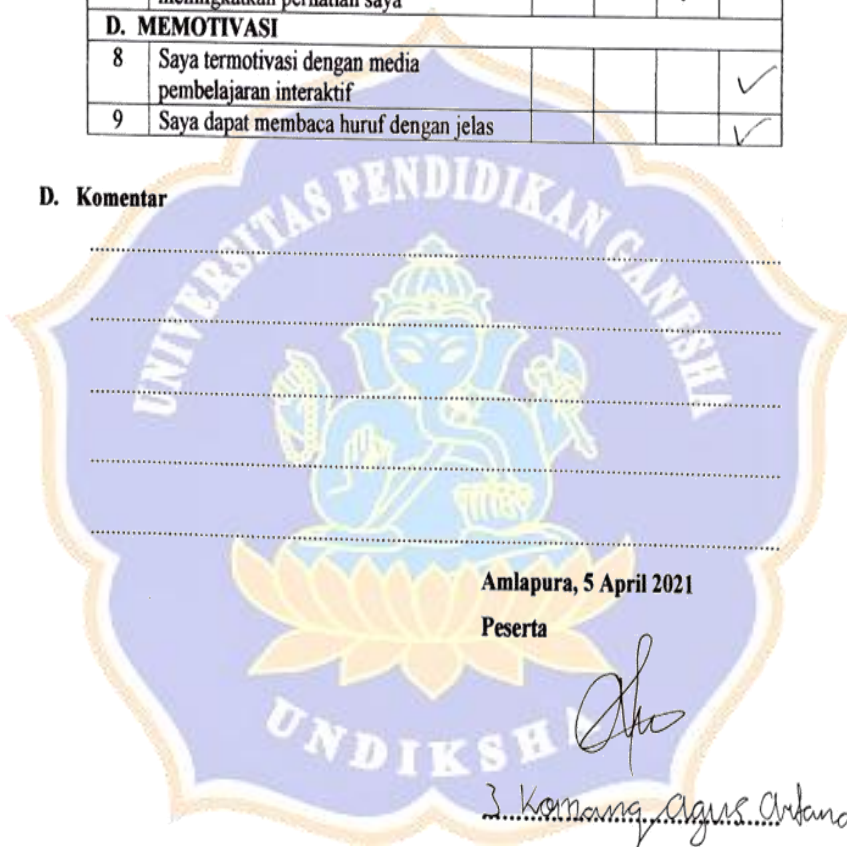 meningkatkan perhatian saya
D. MEMOTIVASI
8 Saya termotivasi dengan media
pembelajaran interaktif ✓
9 Saya dapat membaca huruf dengan jelas ✓
D. Komentar
UNIVERSITAS PENDIDIKAN GANESHA
Amlapura, 5 April 2021
Peserta
UNDIKSHA
3 Komang Agus Artana